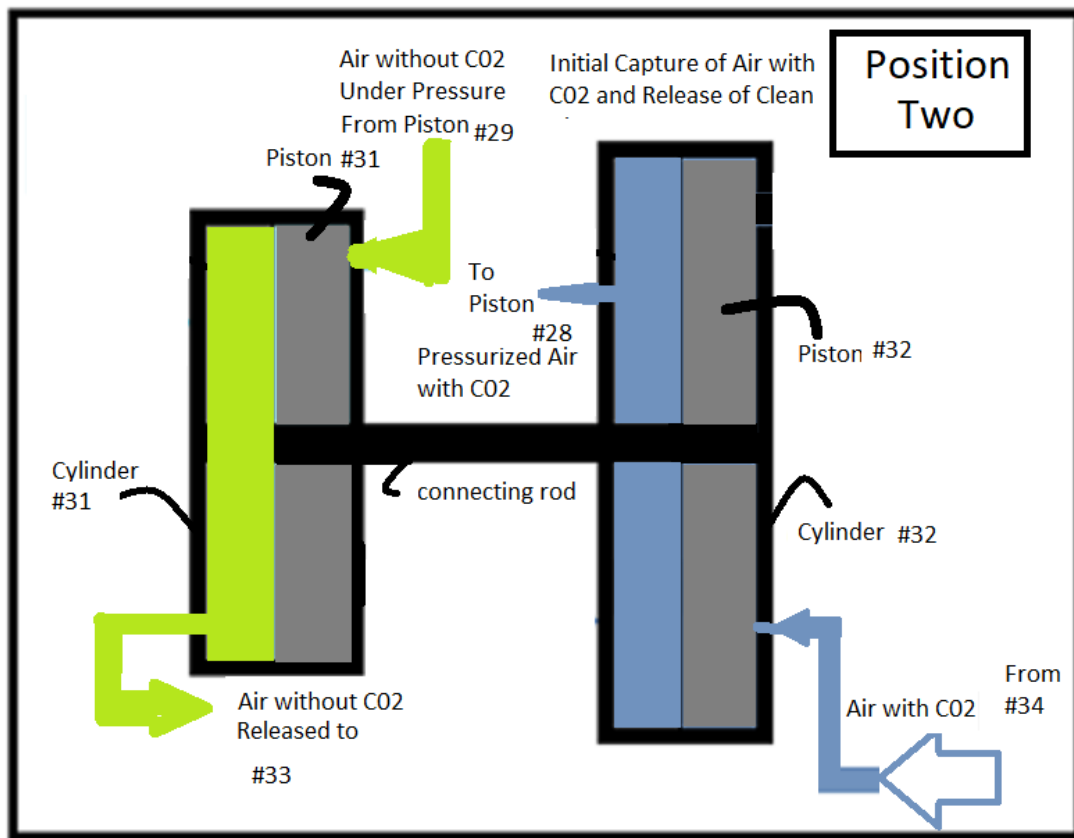 Air without C02
Under Pressure
From Piston #29
Initial Capture of Air with
C02 and Release of Clean
Position
Two
Piston #31
To
Piston
#28
Pressurized Air
with C02
Piston #32
Cylinder
#31
connecting rod
Cylinder #32
Air without C02
Released to
#33
Air with C02
From
#34